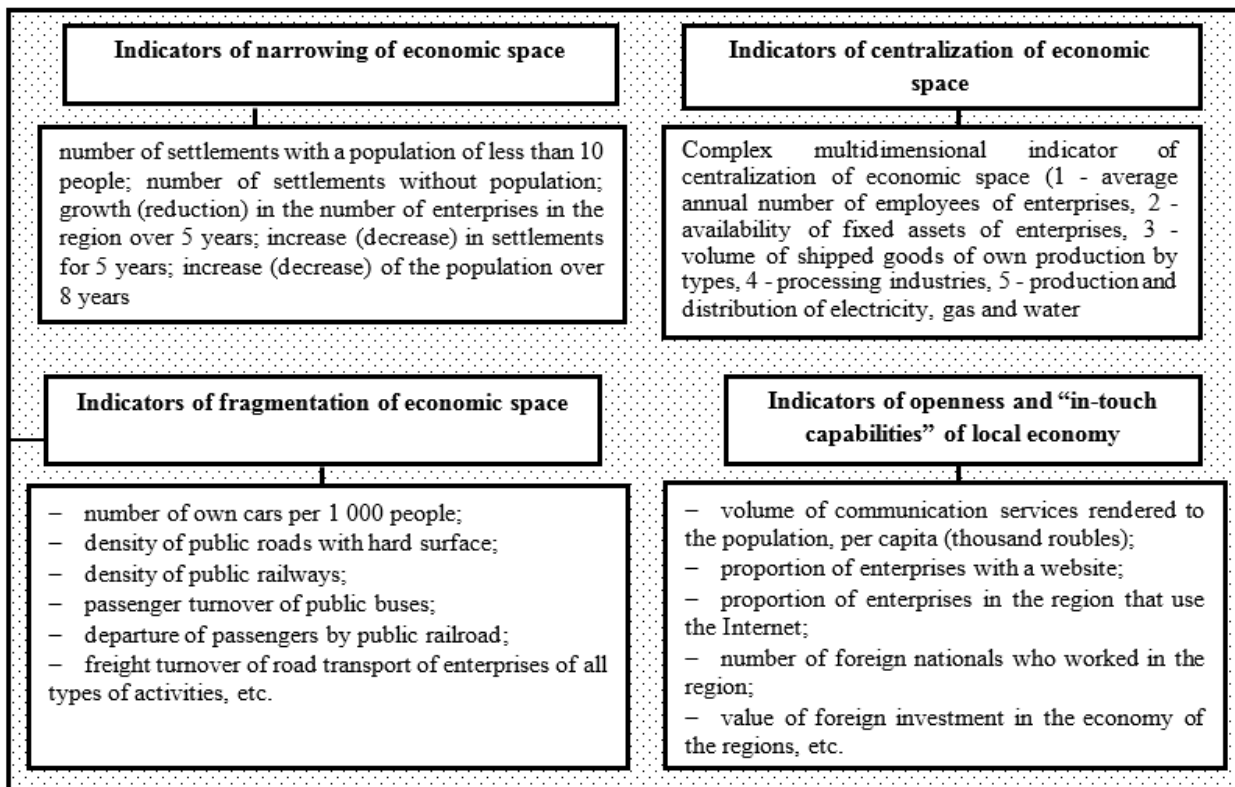 Indicators of narrowing of economic space
number of settlements with a population of less than 10
people; number of settlements without population;
growth (reduction) in the number of enterprises in the
region over 5 years; increase (decrease) in settlements
for 5 years; increase (decrease) of the population over
8 years
Indicators of centralization of economic
space
Complex multidimensional indicator of
centralization of economic space (1 - average
annual number of employees of enterprises, 2 -
availability of fixed assets of enterprises, 3 -
volume of shipped goods of own production by
types, 4 - processing industries, 5 - production and
distribution of electricity, gas and water
Indicators of fragmentation of economic space
– number of own cars per 1 000 people;
– density of public roads with hard surface;
– density of public railways;
– passenger turnover of public buses;
– departure of passengers by public railroad;
– freight turnover of road transport of enterprises of all
types of activities, etc.
Indicators of openness and “in-touch
capabilities” of local economy
– volume of communication services rendered to
the population, per capita (thousand roubles);
– proportion of enterprises with a website;
– proportion of enterprises in the region that use
the Internet;
– number of foreign nationals who worked in the
region;
– value of foreign investment in the economy of
the regions, etc.